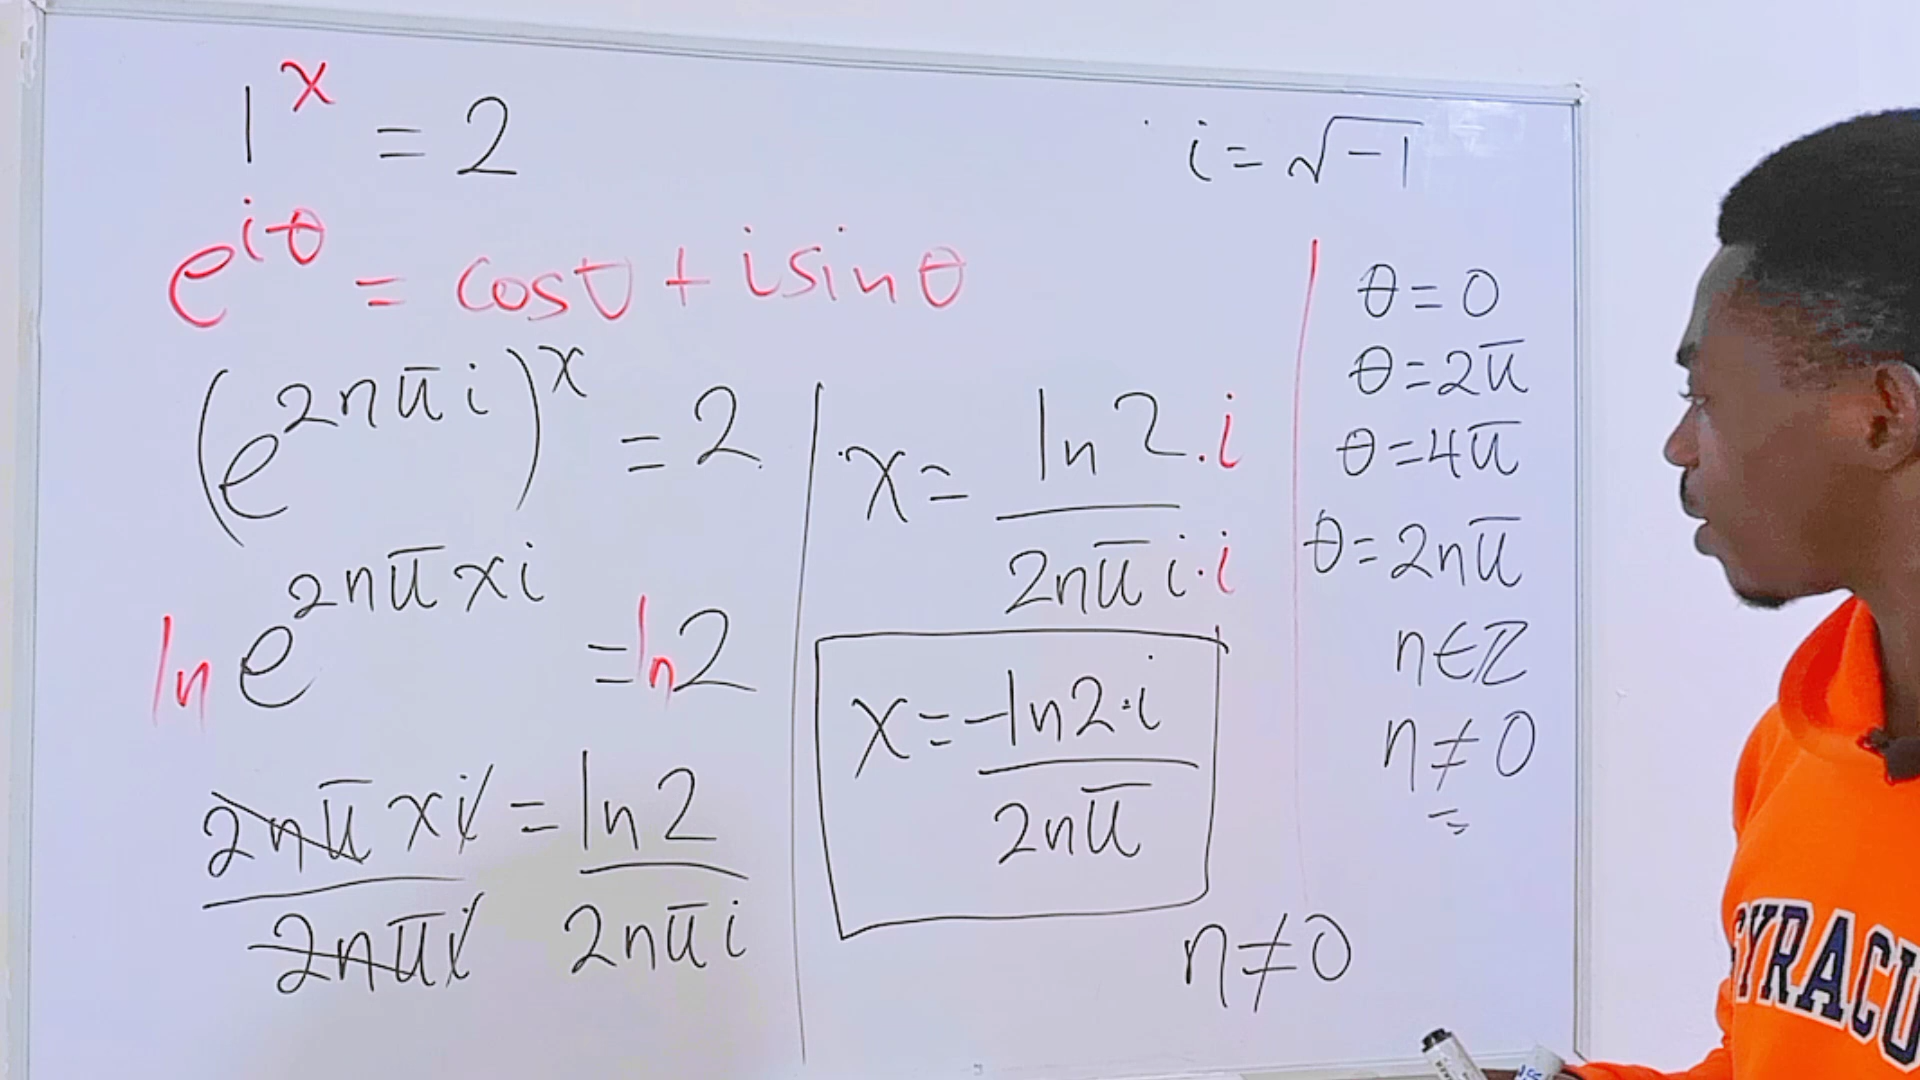 1^x = 2
i = √-1
e^{iθ} = cosθ + isinθ
(e^{2nπi})^x = 2
ln e^{2nπxi} = ln2
2nπxi/2nπi = ln2/2nπi
x = ln2·i/2nπi·i
x = -ln2·i/2nπ
n≠0
θ=0
θ=2π
θ=4π
θ=2nπ
n∈ℤ
n≠0